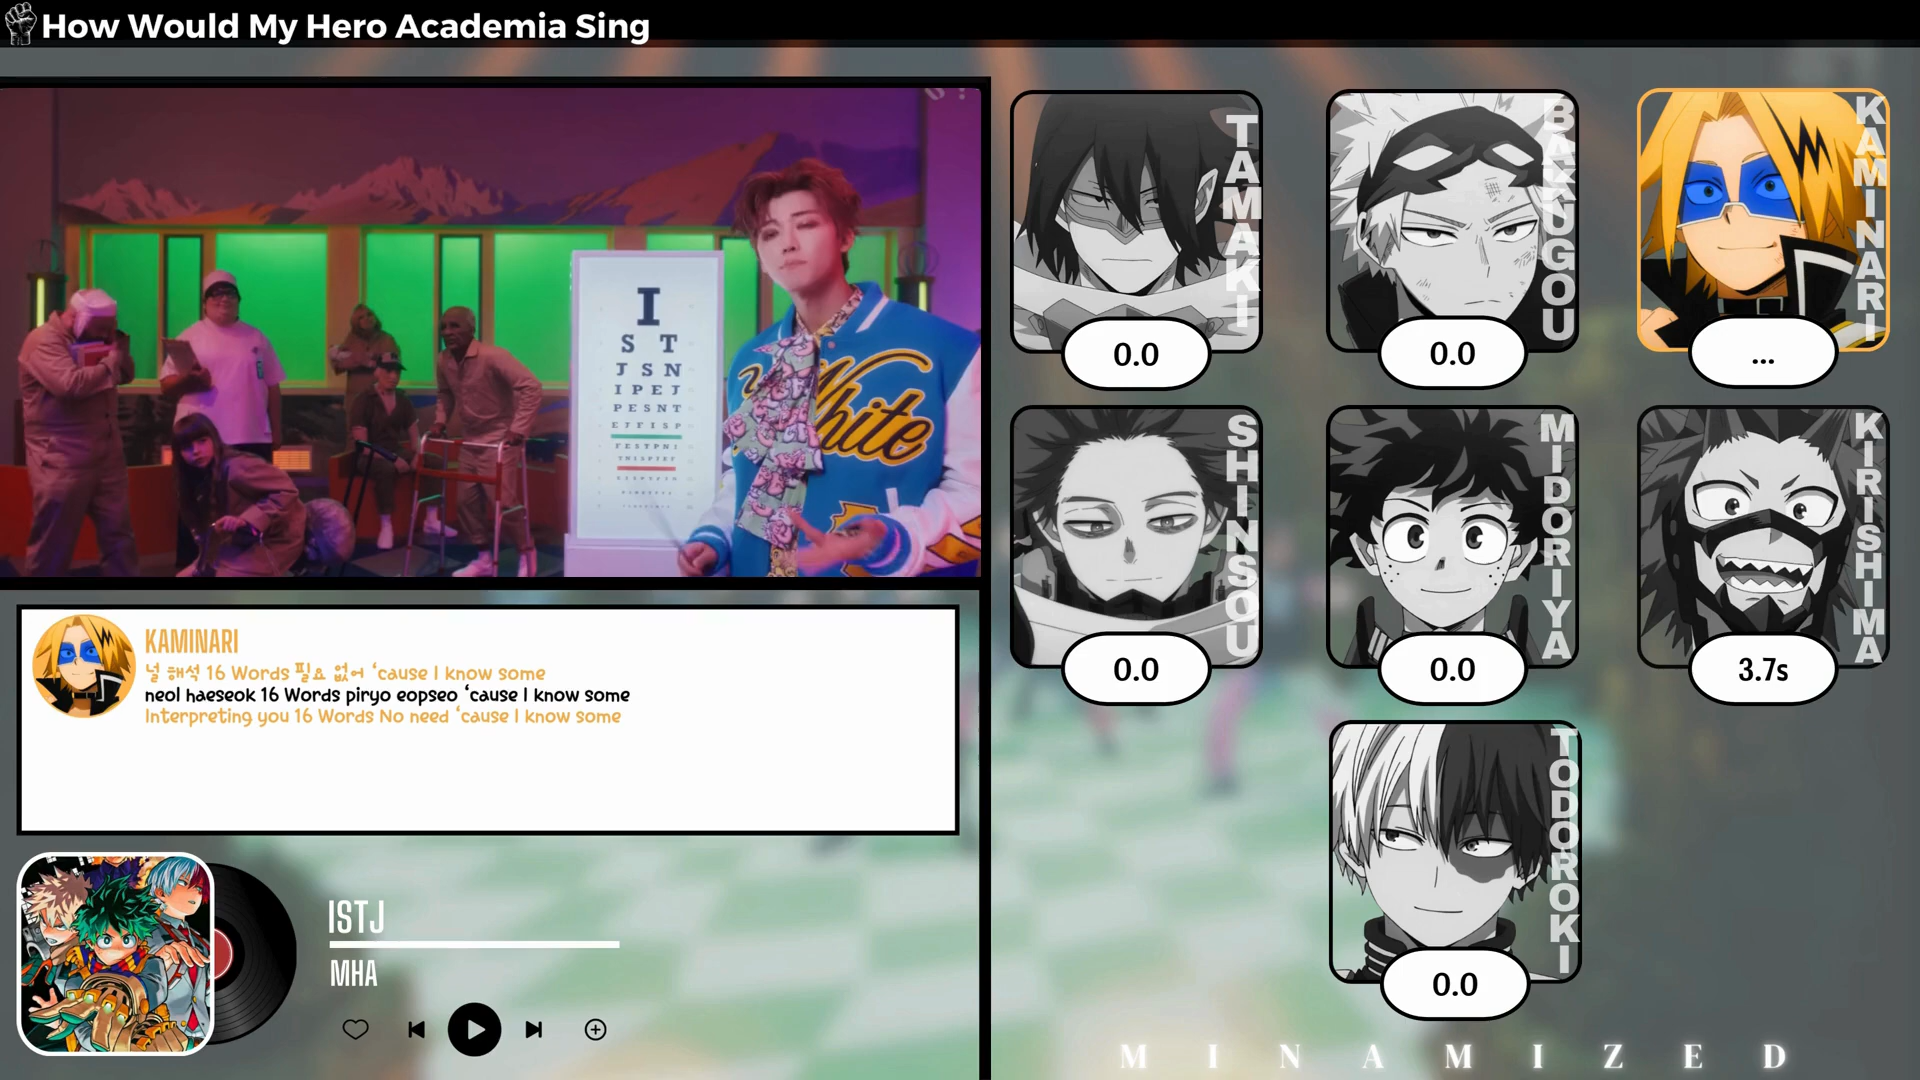 How Would My Hero Academia Sing
I
S T
J S N
I P E J
P E S N T
E J F I S P
White
KAMINARI
널 해석 16 Words 필요 없어 ‘cause I know some
neol haeseok 16 Words piryo eopseo ‘cause I know some
Interpreting you 16 Words No need ‘cause I know some
ISTJ
MHA
TAMAKI
0.0
BAKUGOU
0.0
KAMINARI
...
SHINSOU
0.0
MIDORIYA
0.0
KIRISHIMA
3.7s
TODOROKI
0.0
MINAMIZED